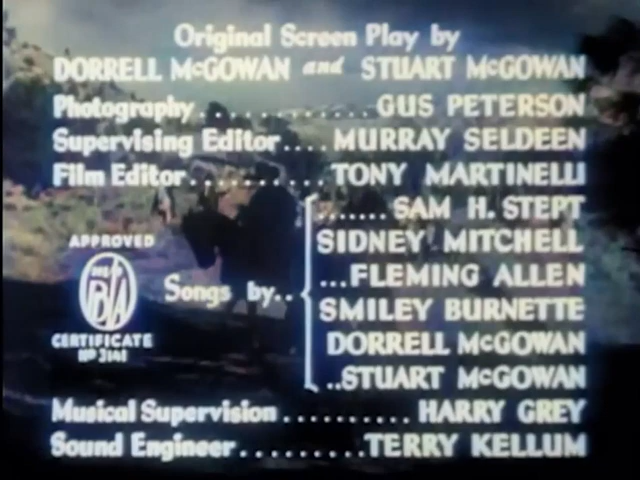 Original Screen Play by
DORRELL McGOWAN and STUART McGOWAN
Photography.............GUS PETERSON
Supervising Editor....MURRAY SELDEEN
Film Editor...........TONY MARTINELLI
.......SAM H. STEPT
SIDNEY MITCHELL
APPROVED
Songs by..
...FLEMING ALLEN
SMILEY BURNETTE
CERTIFICATE
No 3141
DORRELL McGOWAN
..STUART McGOWAN
Musical Supervision..........HARRY GREY
Sound Engineer.........TERRY KELLUM